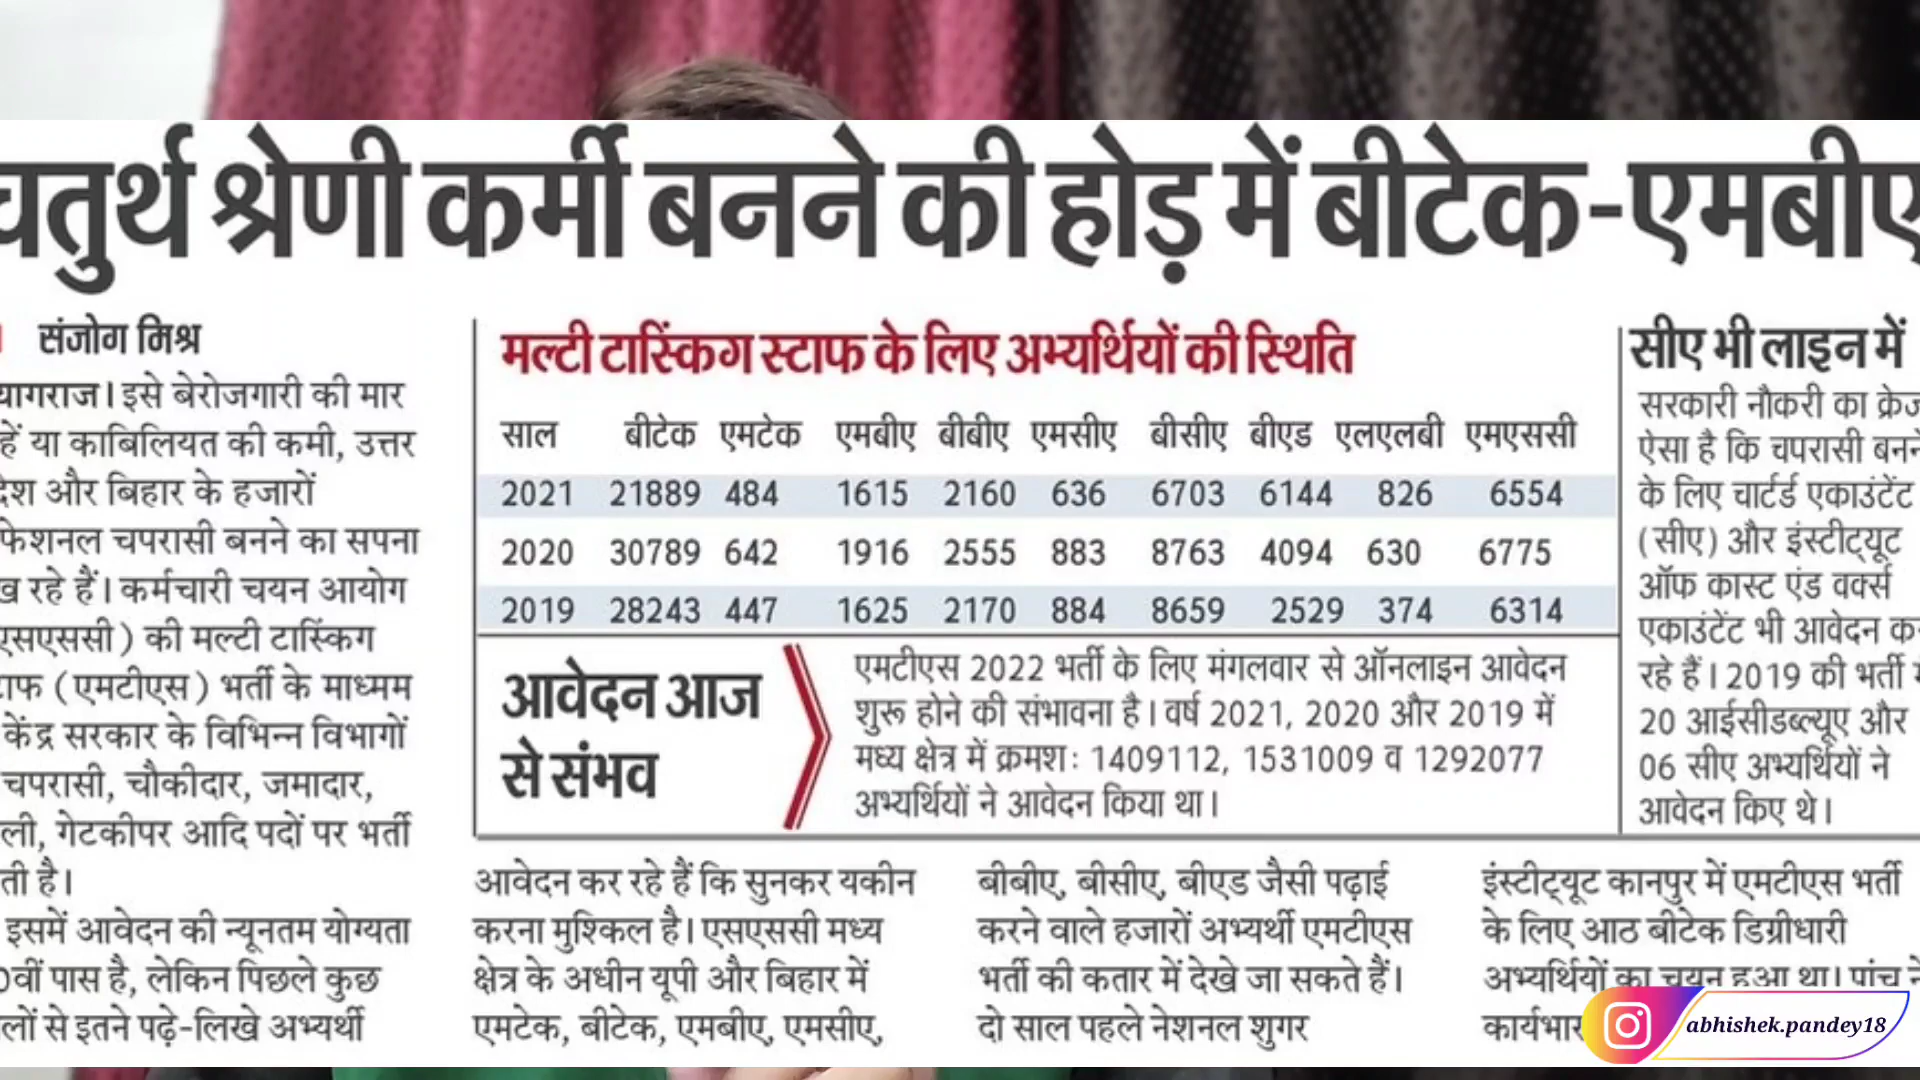 चतुर्थ श्रेणी कर्मी बनने की होड़ में बीटेक-एमबीए
संजोग मिश्र
यागराज। इसे बेरोजगारी की मार
हें या काबिलियत की कमी, उत्तर
देश और बिहार के हजारों
फेशनल चपरासी बनने का सपना
ख रहे हैं। कर्मचारी चयन आयोग
एसएससी) की मल्टी टास्किंग
टाफ (एमटीएस) भर्ती के माध्मम
केंद्र सरकार के विभिन्न विभागों
चपरासी, चौकीदार, जमादार,
ली, गेटकीपर आदि पदों पर भर्ती
ती है।
इसमें आवेदन की न्यूनतम योग्यता
0वीं पास है, लेकिन पिछले कुछ
लों से इतने पढ़े-लिखे अभ्यर्थी
मल्टी टास्किंग स्टाफ के लिए अभ्यर्थियों की स्थिति
साल बीटेक एमटेक एमबीए बीबीए एमसीए बीसीए बीएड एलएलबी एमएससी
2021 21889 484 1615 2160 636 6703 6144 826 6554
2020 30789 642 1916 2555 883 8763 4094 630 6775
2019 28243 447 1625 2170 884 8659 2529 374 6314
आवेदन आज
से संभव
एमटीएस 2022 भर्ती के लिए मंगलवार से ऑनलाइन आवेदन
शुरू होने की संभावना है। वर्ष 2021, 2020 और 2019 में
मध्य क्षेत्र में क्रमशः 1409112, 1531009 व 1292077
अभ्यर्थियों ने आवेदन किया था।
सीए भी लाइन में
सरकारी नौकरी का क्रेज
ऐसा है कि चपरासी बनने
के लिए चार्टर्ड एकाउंटेंट
(सीए) और इंस्टीट्यूट
ऑफ कास्ट एंड वर्क्स
एकाउंटेंट भी आवेदन कर
रहे हैं। 2019 की भर्ती में
20 आईसीडब्ल्यूए और
06 सीए अभ्यर्थियों ने
आवेदन किए थे।
आवेदन कर रहे हैं कि सुनकर यकीन
करना मुश्किल है। एसएससी मध्य
क्षेत्र के अधीन यूपी और बिहार में
एमटेक, बीटेक, एमबीए, एमसीए,
बीबीए, बीसीए, बीएड जैसी पढ़ाई
करने वाले हजारों अभ्यर्थी एमटीएस
भर्ती की कतार में देखे जा सकते हैं।
दो साल पहले नेशनल शुगर
इंस्टीट्यूट कानपुर में एमटीएस भर्ती
के लिए आठ बीटेक डिग्रीधारी
अभ्यर्थियों का चयन हुआ था। पांच ने
कार्यभार
abhishek.pandey18